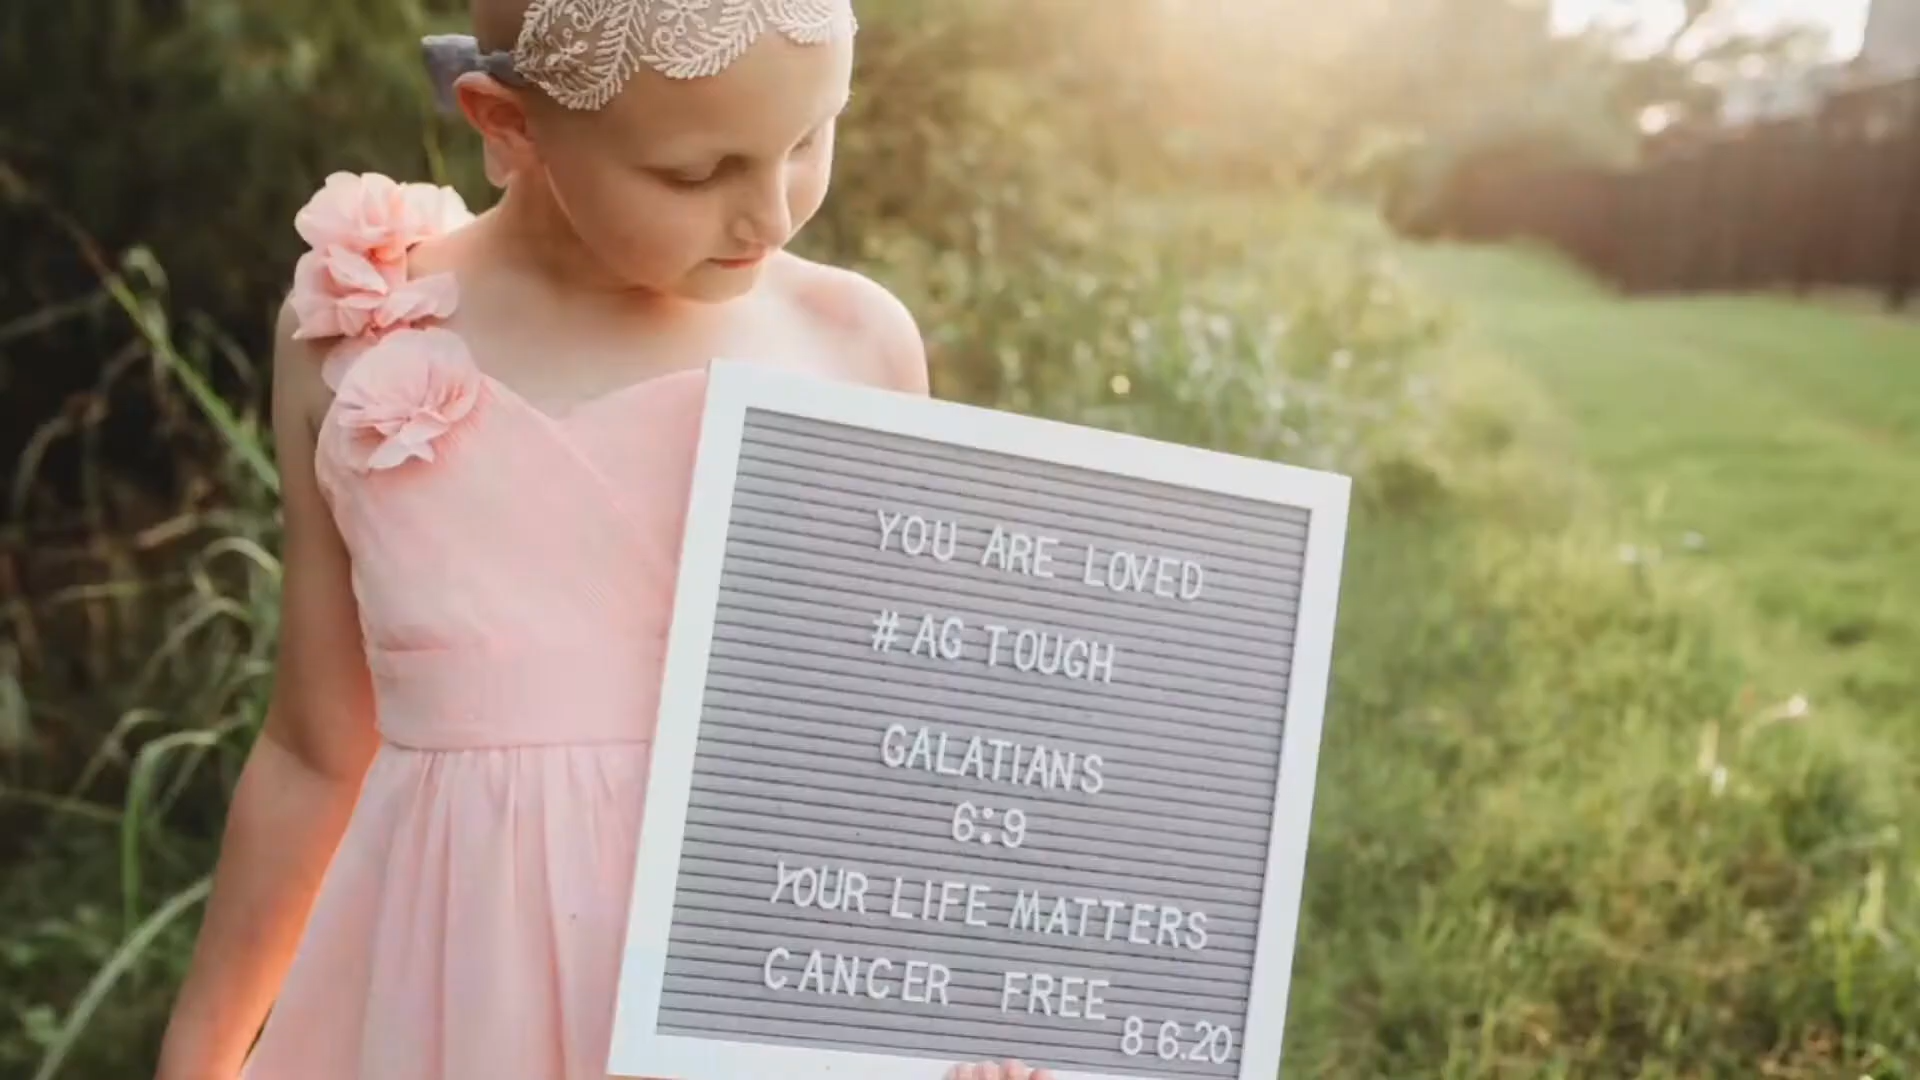 YOU ARE LOVED
# AG TOUGH
GALATIANS
6:9
YOUR LIFE MATTERS
CANCER FREE
8 6.20